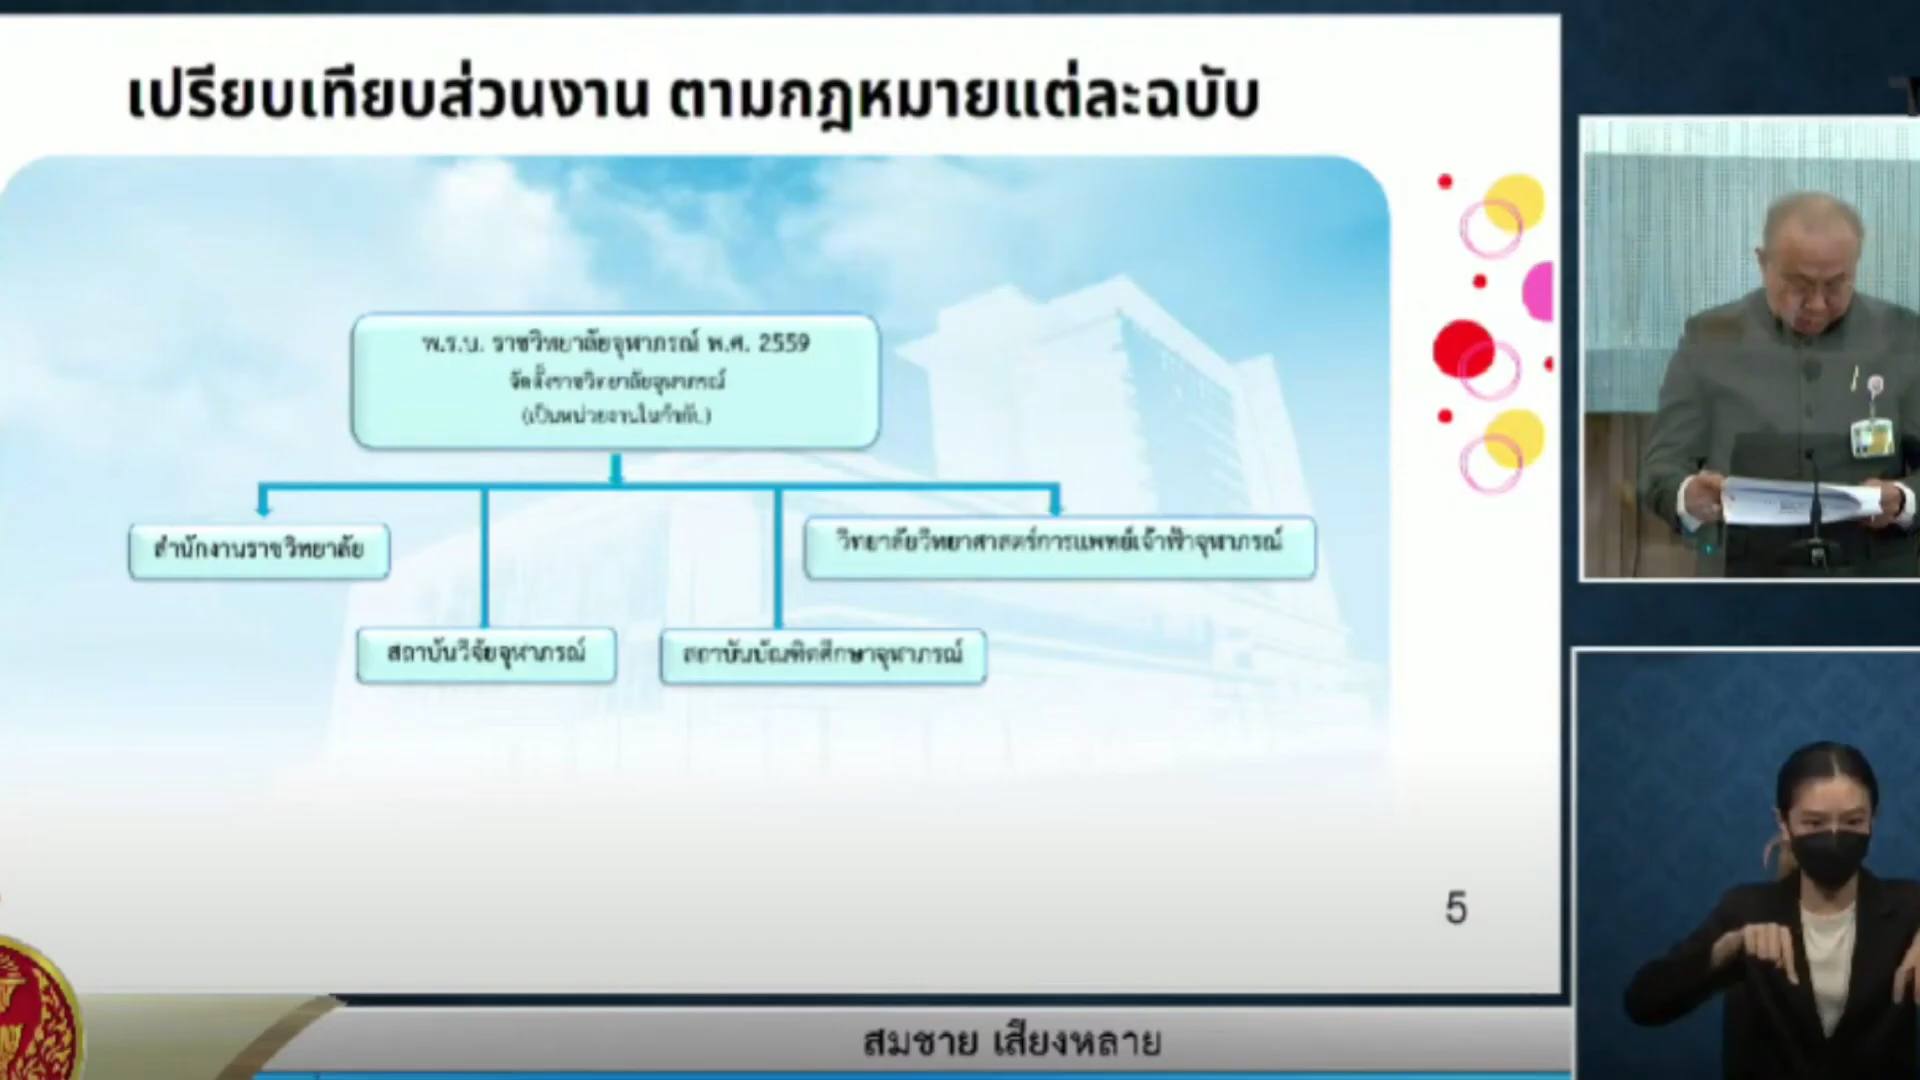 เปรียบเทียบส่วนงาน ตามกฎหมายแต่ละฉบับ
พ.ร.บ. ราชวิทยาลัยจุฬาภรณ์ พ.ศ. 2559
จัดตั้งราชวิทยาลัยจุฬาภรณ์
(เป็นหน่วยงานในกำกับ)
สำนักงานราชวิทยาลัย
วิทยาลัยวิทยาศาสตร์การแพทย์เจ้าฟ้าจุฬาภรณ์
สถาบันวิจัยจุฬาภรณ์
สถาบันบัณฑิตศึกษาจุฬาภรณ์
5
สมชาย เสียงหลาย